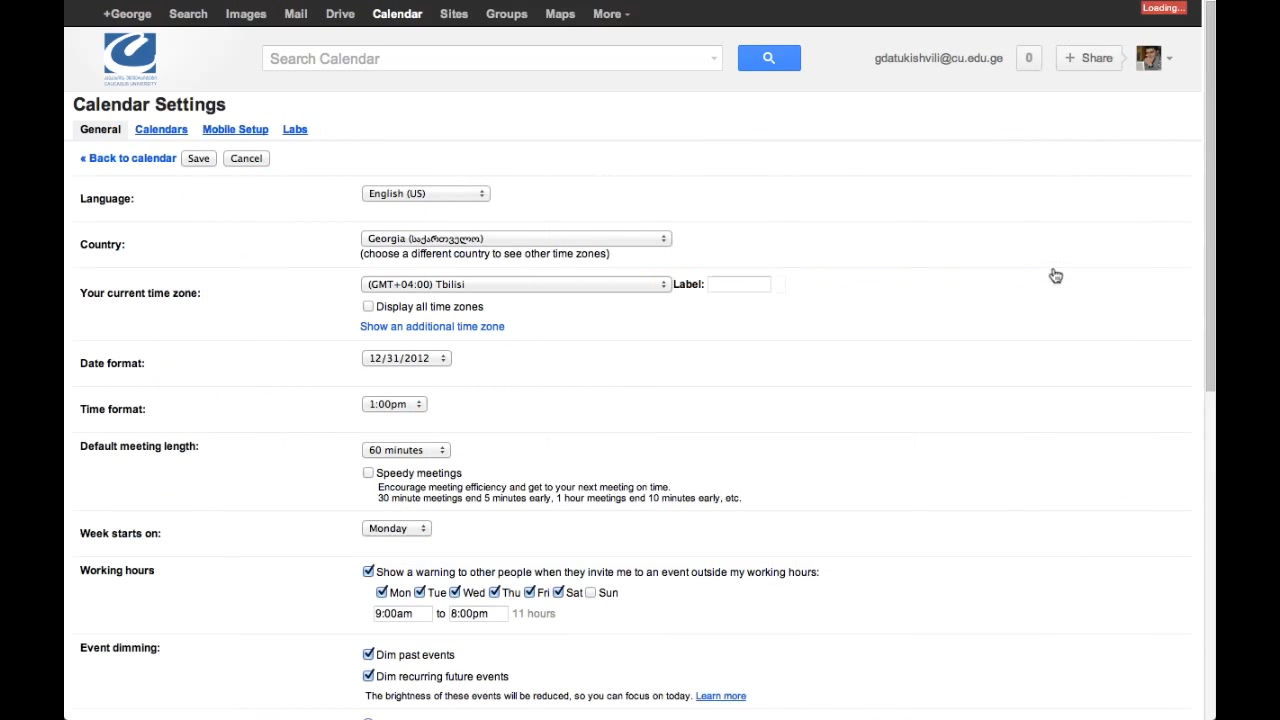 +George Search Images Mail Drive Calendar Sites Groups Maps More
Loading...
Search Calendar
gdatukishvili@cu.edu.ge 0 + Share
CAUCASUS UNIVERSITY
Calendar Settings
General Calendars Mobile Setup Labs
« Back to calendar Save Cancel
Language: English (US)
Country: Georgia (საქართველო)
(choose a different country to see other time zones)
Your current time zone: (GMT+04:00) Tbilisi Label:
Display all time zones
Show an additional time zone
Date format: 12/31/2012
Time format: 1:00pm
Default meeting length: 60 minutes
Speedy meetings
Encourage meeting efficiency and get to your next meeting on time.
30 minute meetings end 5 minutes early, 1 hour meetings end 10 minutes early, etc.
Week starts on: Monday
Working hours Show a warning to other people when they invite me to an event outside my working hours:
Mon Tue Wed Thu Fri Sat Sun
9:00am to 8:00pm 11 hours
Event dimming: Dim past events
Dim recurring future events
The brightness of these events will be reduced, so you can focus on today. Learn more